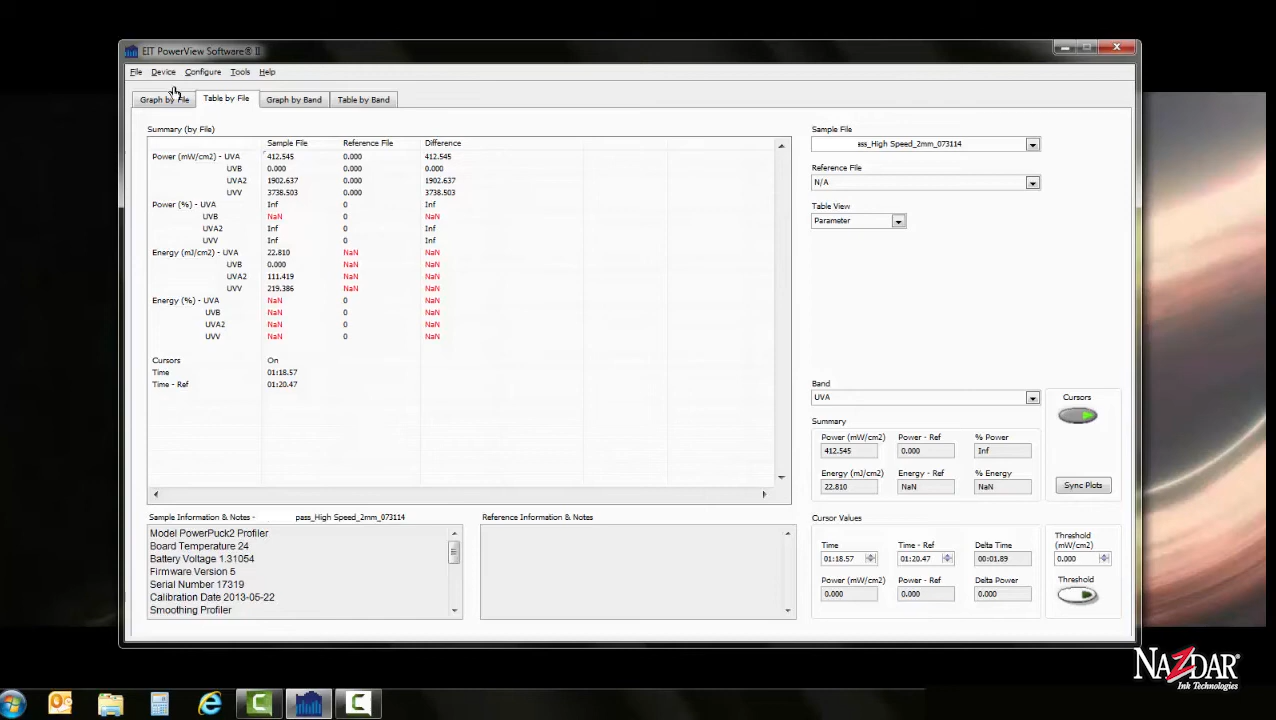 EIT PowerView Software® II
File Device Configure Tools Help
Graph by File Table by File Graph by Band Table by Band
Summary (by File)
Sample File Reference File Difference
Power (mW/cm2) - UVA 412.545 0.000 412.545
UVB 0.000 0.000 0.000
UVA2 1902.637 0.000 1902.637
UVV 3738.503 0.000 3738.503
Power (%) - UVA Inf 0 Inf
UVB NaN 0 NaN
UVA2 Inf 0 Inf
UVV Inf 0 Inf
Energy (mJ/cm2) - UVA 22.810 NaN NaN
UVB 0.000 NaN NaN
UVA2 111.419 NaN NaN
UVV 219.386 NaN NaN
Energy (%) - UVA NaN 0 NaN
UVB NaN 0 NaN
UVA2 NaN 0 NaN
UVV NaN 0 NaN
Cursors On
Time 01:18.57
Time - Ref 01:20.47
Sample File
ass_High Speed_2mm_073114
Reference File
N/A
Table View
Parameter
Band
UVA
Cursors
Summary
Power (mW/cm2) Power - Ref % Power
412.545 0.000 Inf
Energy (mJ/cm2) Energy - Ref % Energy
22.810 NaN NaN
Sync Plots
Sample Information & Notes - pass_High Speed_2mm_073114
Model PowerPuck2 Profiler
Board Temperature 24
Battery Voltage 1.31054
Firmware Version 5
Serial Number 17319
Calibration Date 2013-05-22
Smoothing Profiler
Reference Information & Notes
Cursor Values
Time Time - Ref Delta Time
01:18.57 01:20.47 00:01.89
Power (mW/cm2) Power - Ref Delta Power
0.000 0.000 0.000
Threshold
(mW/cm2)
0.000
Threshold
NAZDAR
Ink Technologies